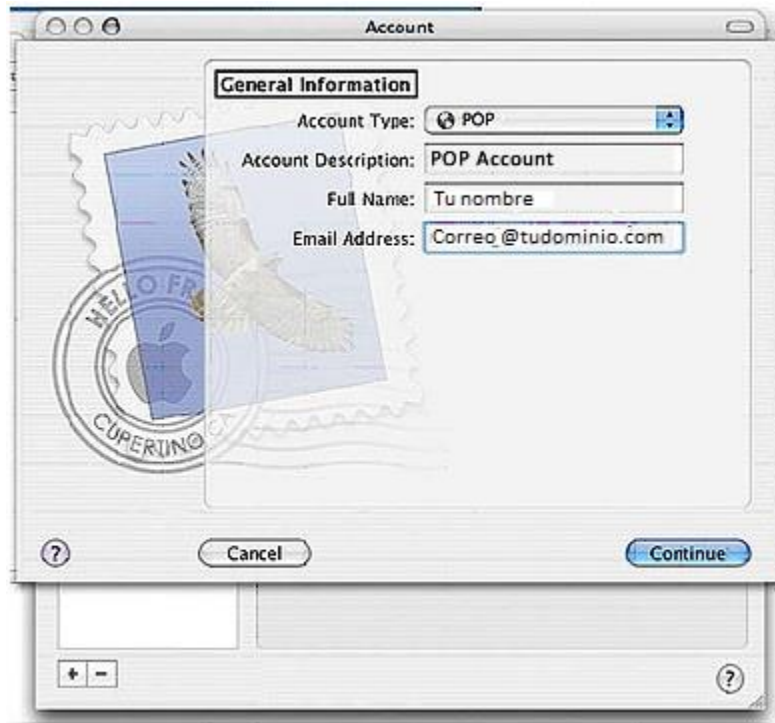 Account
General Information
Account Type: POP
Account Description: POP Account
Full Name: Tu nombre
Email Address: Correo_@tudominio.com
HELLO FR
CUPERTINO CA
? Cancel Continue
+ - ?